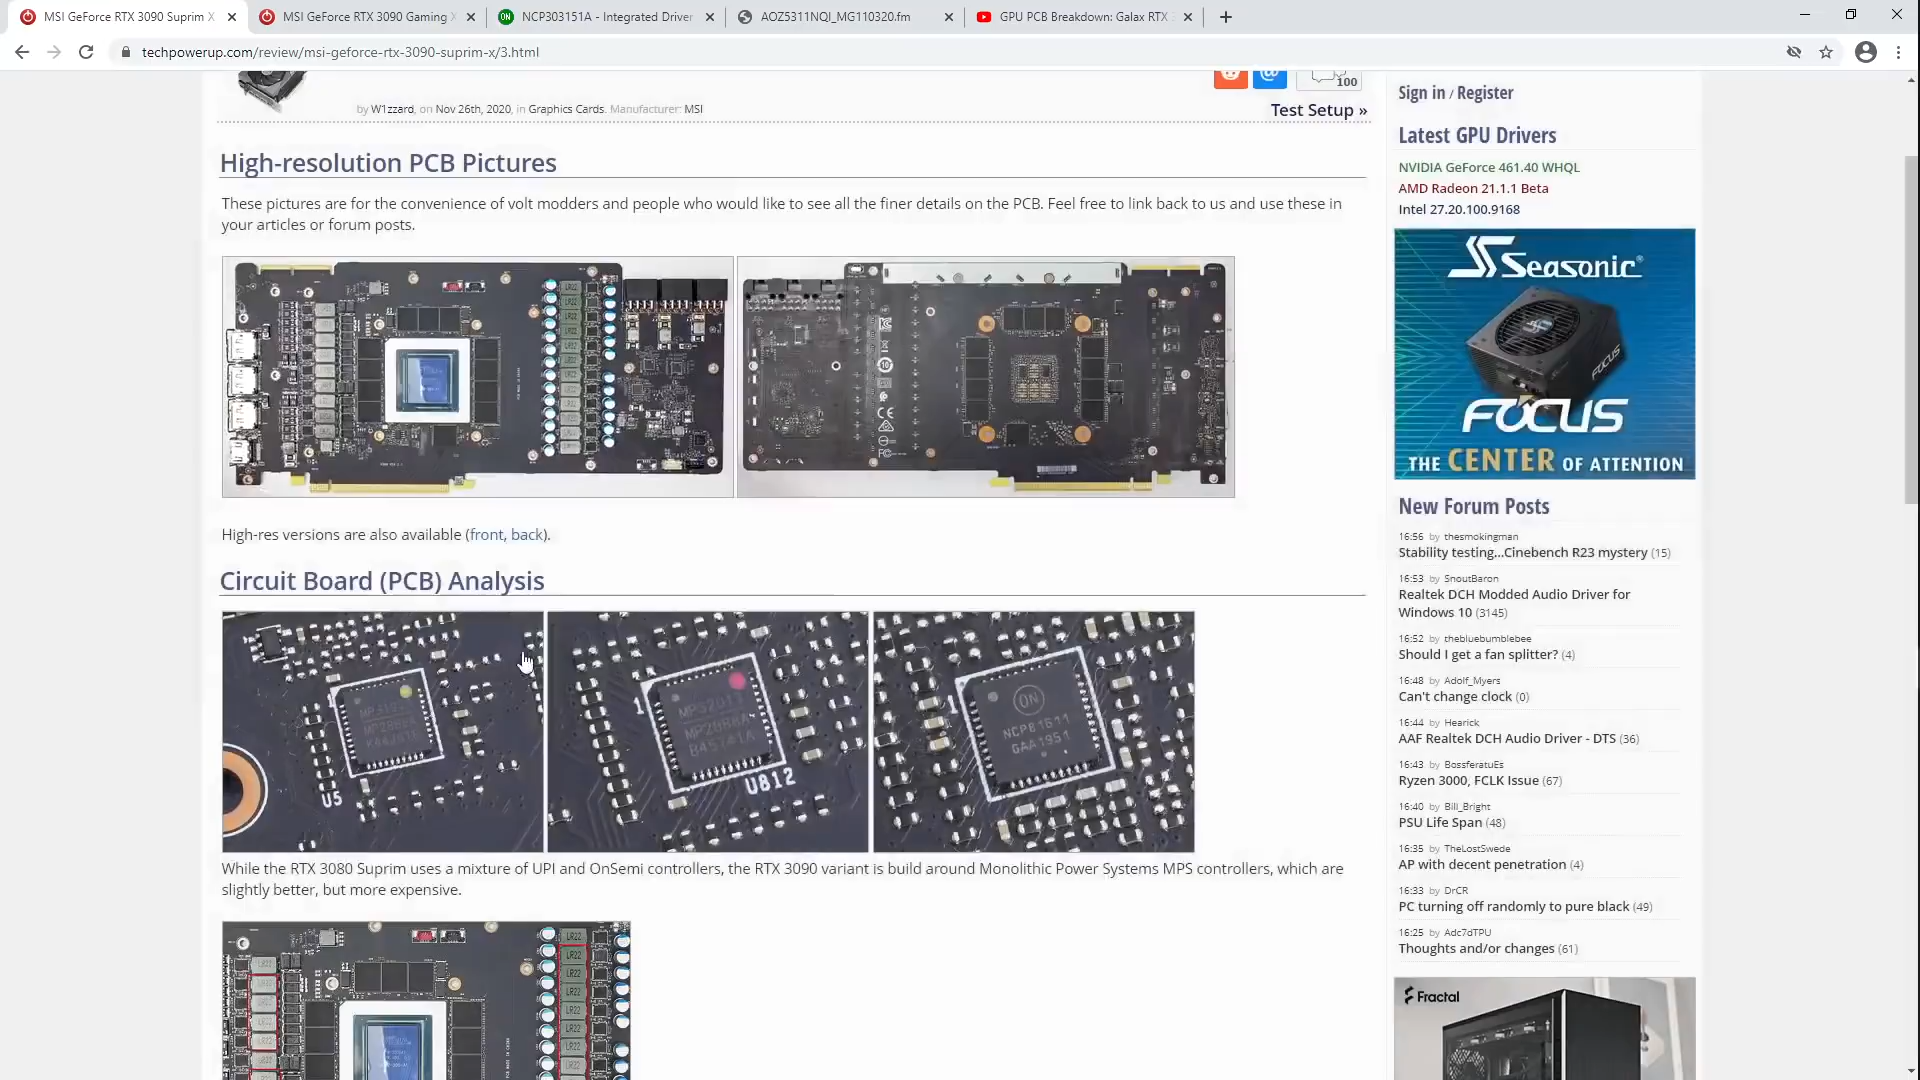 MSI GeForce RTX 3090 Suprim X
MSI GeForce RTX 3090 Gaming X
NCP303151A - Integrated Driver
AOZ5311NQI_MG110320.fm
GPU PCB Breakdown: Galax RTX 3
techpowerup.com/review/msi-geforce-rtx-3090-suprim-x/3.html
100
by W1zzard, on Nov 26th, 2020, in Graphics Cards. Manufacturer: MSI
Test Setup »
High-resolution PCB Pictures
These pictures are for the convenience of volt modders and people who would like to see all the finer details on the PCB. Feel free to link back to us and use these in
your articles or forum posts.
High-res versions are also available (front, back).
Circuit Board (PCB) Analysis
U5
U812
ON
NCP81611
GAA1951
While the RTX 3080 Suprim uses a mixture of UPI and OnSemi controllers, the RTX 3090 variant is build around Monolithic Power Systems MPS controllers, which are
slightly better, but more expensive.
LR22
LR22
LR22
LR22
Sign in / Register
Latest GPU Drivers
NVIDIA GeForce 461.40 WHQL
AMD Radeon 21.1.1 Beta
Intel 27.20.100.9168
Seasonic
FOCUS
FOCUS
THE CENTER OF ATTENTION
New Forum Posts
16:56 by thesmokingman
Stability testing...Cinebench R23 mystery (15)
16:53 by SnoutBaron
Realtek DCH Modded Audio Driver for
Windows 10 (3145)
16:52 by thebluebumblebee
Should I get a fan splitter? (4)
16:48 by Adolf_Myers
Can't change clock (0)
16:44 by Hearick
AAF Realtek DCH Audio Driver - DTS (36)
16:43 by BossferatuEs
Ryzen 3000, FCLK Issue (67)
16:40 by Bill_Bright
PSU Life Span (48)
16:35 by TheLostSwede
AP with decent penetration (4)
16:33 by DrCR
PC turning off randomly to pure black (49)
16:25 by Adc7dTPU
Thoughts and/or changes (61)
Fractal